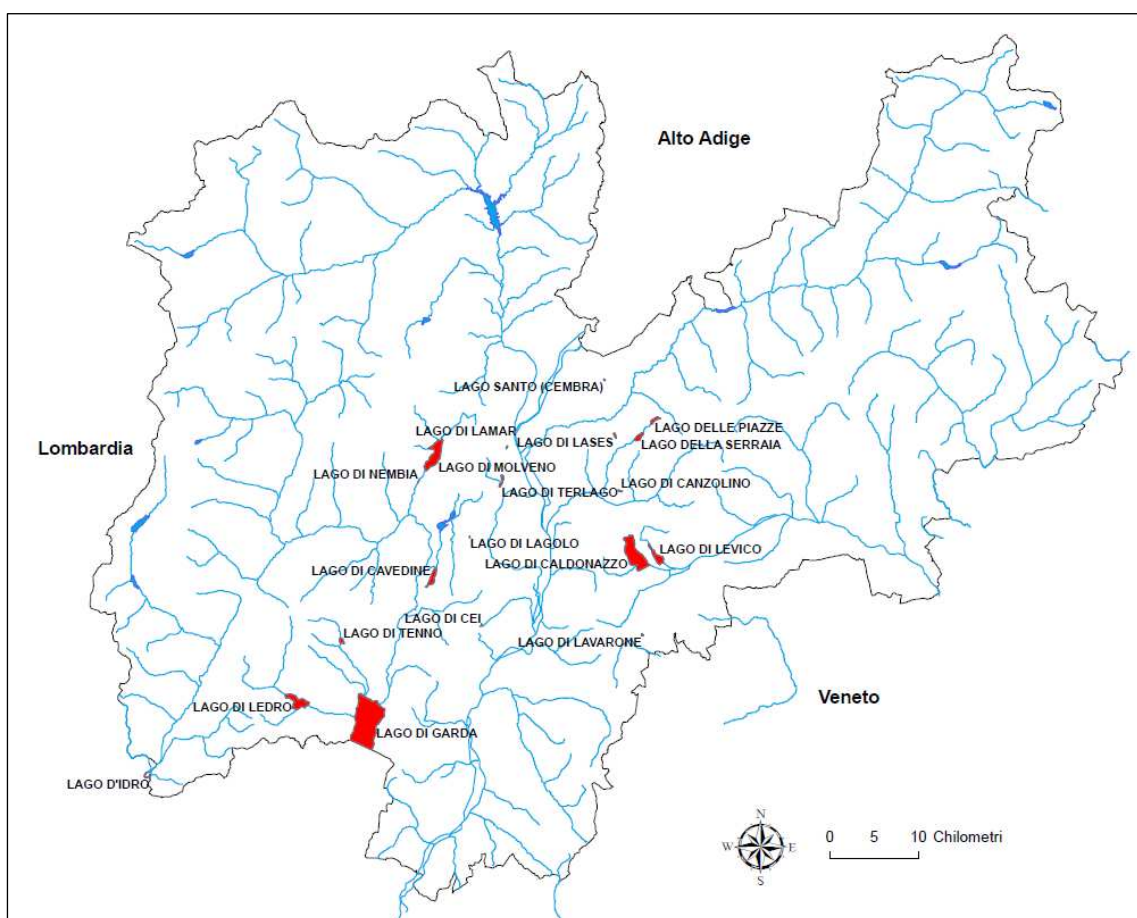 Alto Adige
LAGO SANTO (CEMBRA)
LAGO DELLE PIAZZE
LAGO DI LAMAR
LAGO DI LASES
LAGO DELLA SERRAIA
Lombardia
LAGO DI MOLVENO
LAGO DI NEMBIA
LAGO DI CANZOLINO
LAGO DI TERLAGO
LAGO DI LAGOLO
LAGO DI LEVICO
LAGO DI CAVEDINE
LAGO DI CALDONAZZO
LAGO DI CEI
LAGO DI TENNO
LAGO DI LAVARONE
Veneto
LAGO DI LEDRO
LAGO DI GARDA
LAGO D'IDRO
N
W E
S
0 5 10 Chilometri